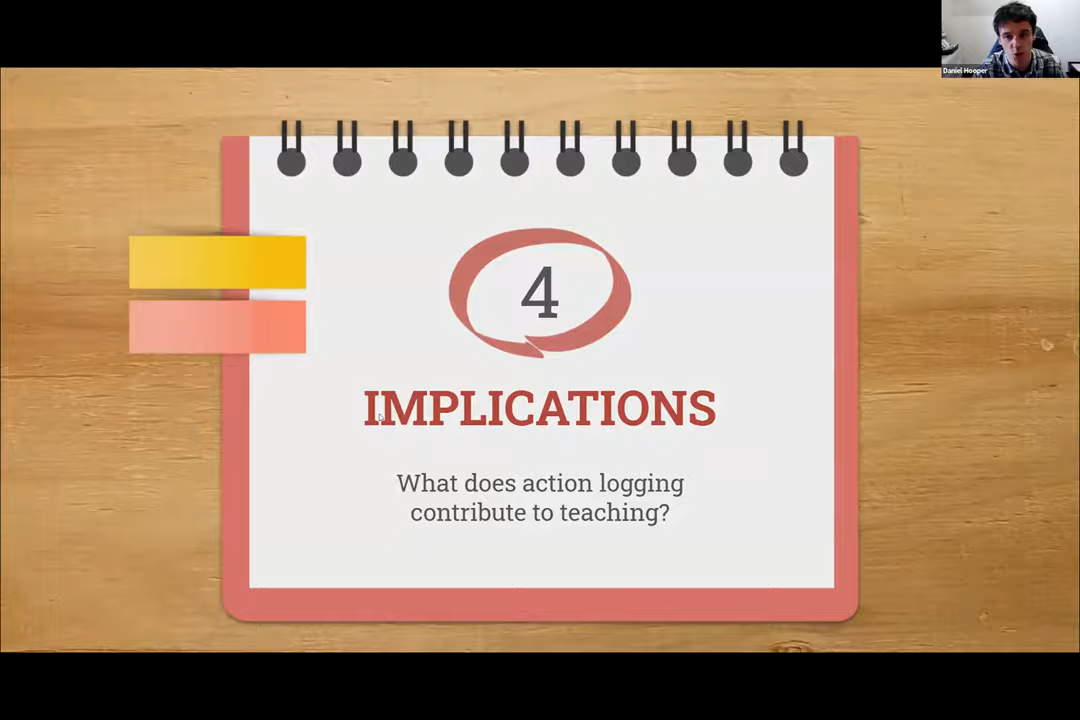 Daniel Hooper
4
IMPLICATIONS
What does action logging
contribute to teaching?